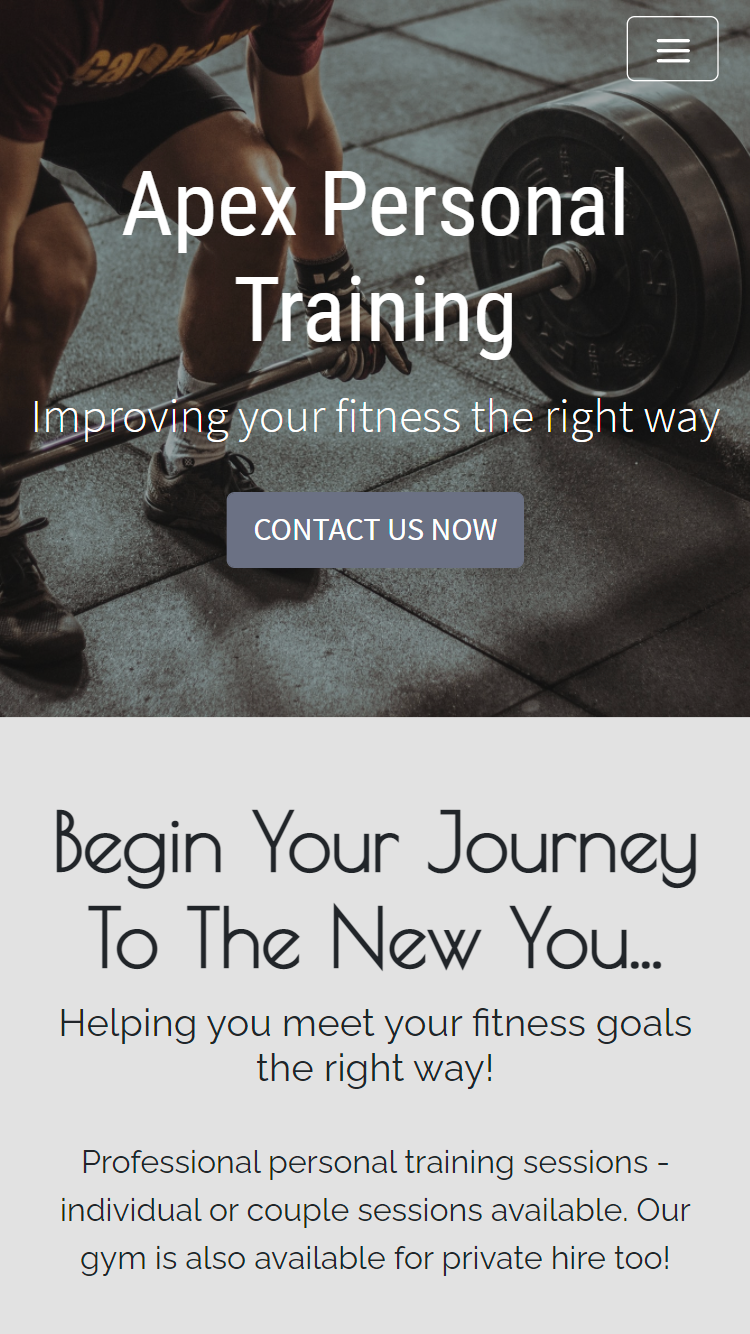 Apex Personal
Training
Improving your fitness the right way
CONTACT US NOW
Begin Your Journey
To The New You...
Helping you meet your fitness goals
the right way!
Professional personal training sessions -
individual or couple sessions available. Our
gym is also available for private hire too!